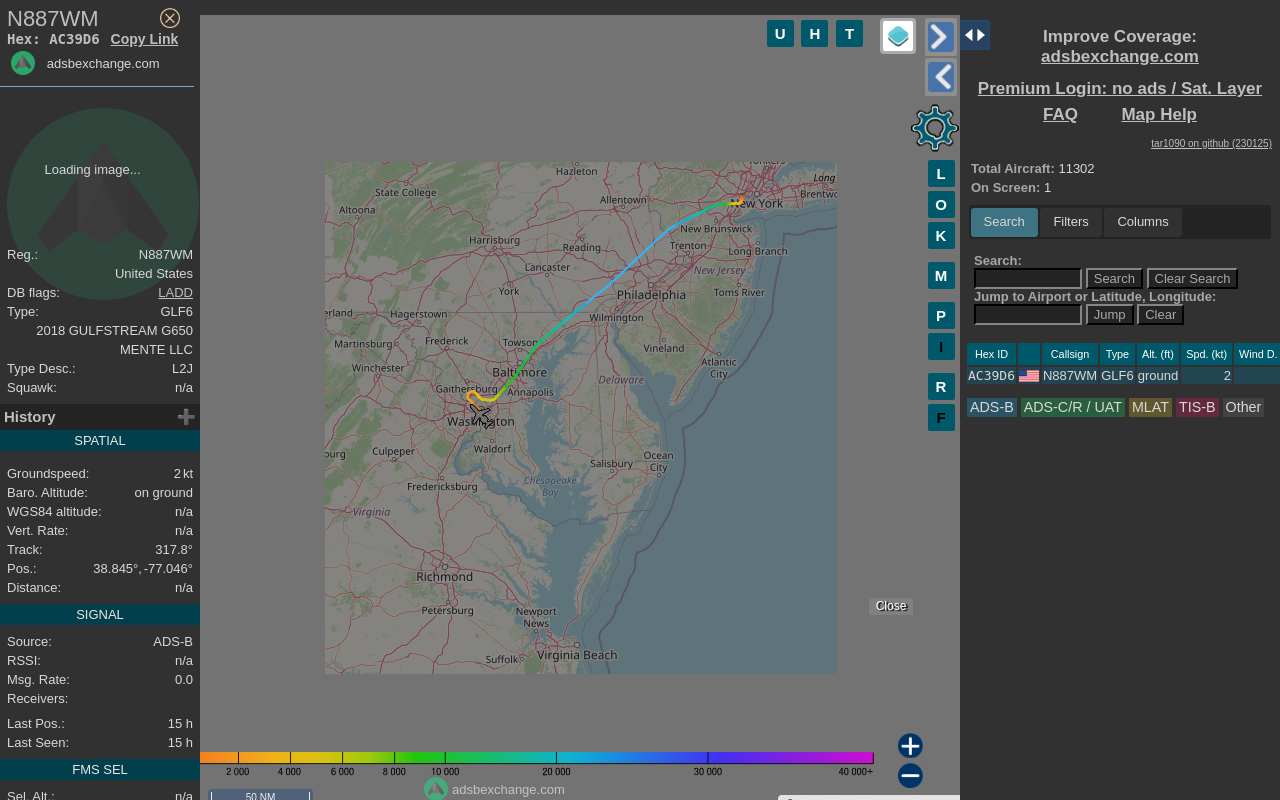 N887WM
Hex: AC39D6 Copy Link
adsbexchange.com
Loading image...
Reg.: N887WM
United States
DB flags: LADD
Type: GLF6
2018 GULFSTREAM G650
MENTE LLC
Type Desc.: L2J
Squawk: n/a
History
SPATIAL
Groundspeed: 2 kt
Baro. Altitude: on ground
WGS84 altitude: n/a
Vert. Rate: n/a
Track: 317.8°
Pos.: 38.845°, -77.046°
Distance: n/a
SIGNAL
Source: ADS-B
RSSI: n/a
Msg. Rate: 0.0
Receivers:
Last Pos.: 15 h
Last Seen: 15 h
FMS SEL
Sel. Alt.: n/a
U H T
L
O
K
M
P
I
R
F
Yonkers
Hazleton
Long
State College
Allentown
New York
Brentwo
Altoona
New Brunswick
Harrisburg
Reading
Trenton
Long Branch
Lancaster
New Jersey
York
Philadelphia
Toms River
erland
Hagerstown
Wilmington
Martinsburg
Frederick
Towson
Vineland
Winchester
Baltimore
Atlantic
City
Gaithersburg
Annapolis
Delaware
Washington
Waldorf
burg
Culpeper
Salisbury
Ocean
City
Fredericksburg
Chesapeake
Bay
Virginia
Richmond
Petersburg
Newport
News
Suffolk
Virginia Beach
Close
2 000 4 000 6 000 8 000 10 000 20 000 30 000 40 000+
adsbexchange.com
50 NM
Improve Coverage:
adsbexchange.com
Premium Login: no ads / Sat. Layer
FAQ Map Help
tar1090 on github (230125)
Total Aircraft: 11302
On Screen: 1
Search Filters Columns
Search:
Search Clear Search
Jump to Airport or Latitude, Longitude:
Jump Clear
Hex ID Callsign Type Alt. (ft) Spd. (kt) Wind D.
AC39D6 N887WM GLF6 ground 2
ADS-B ADS-C/R / UAT MLAT TIS-B Other